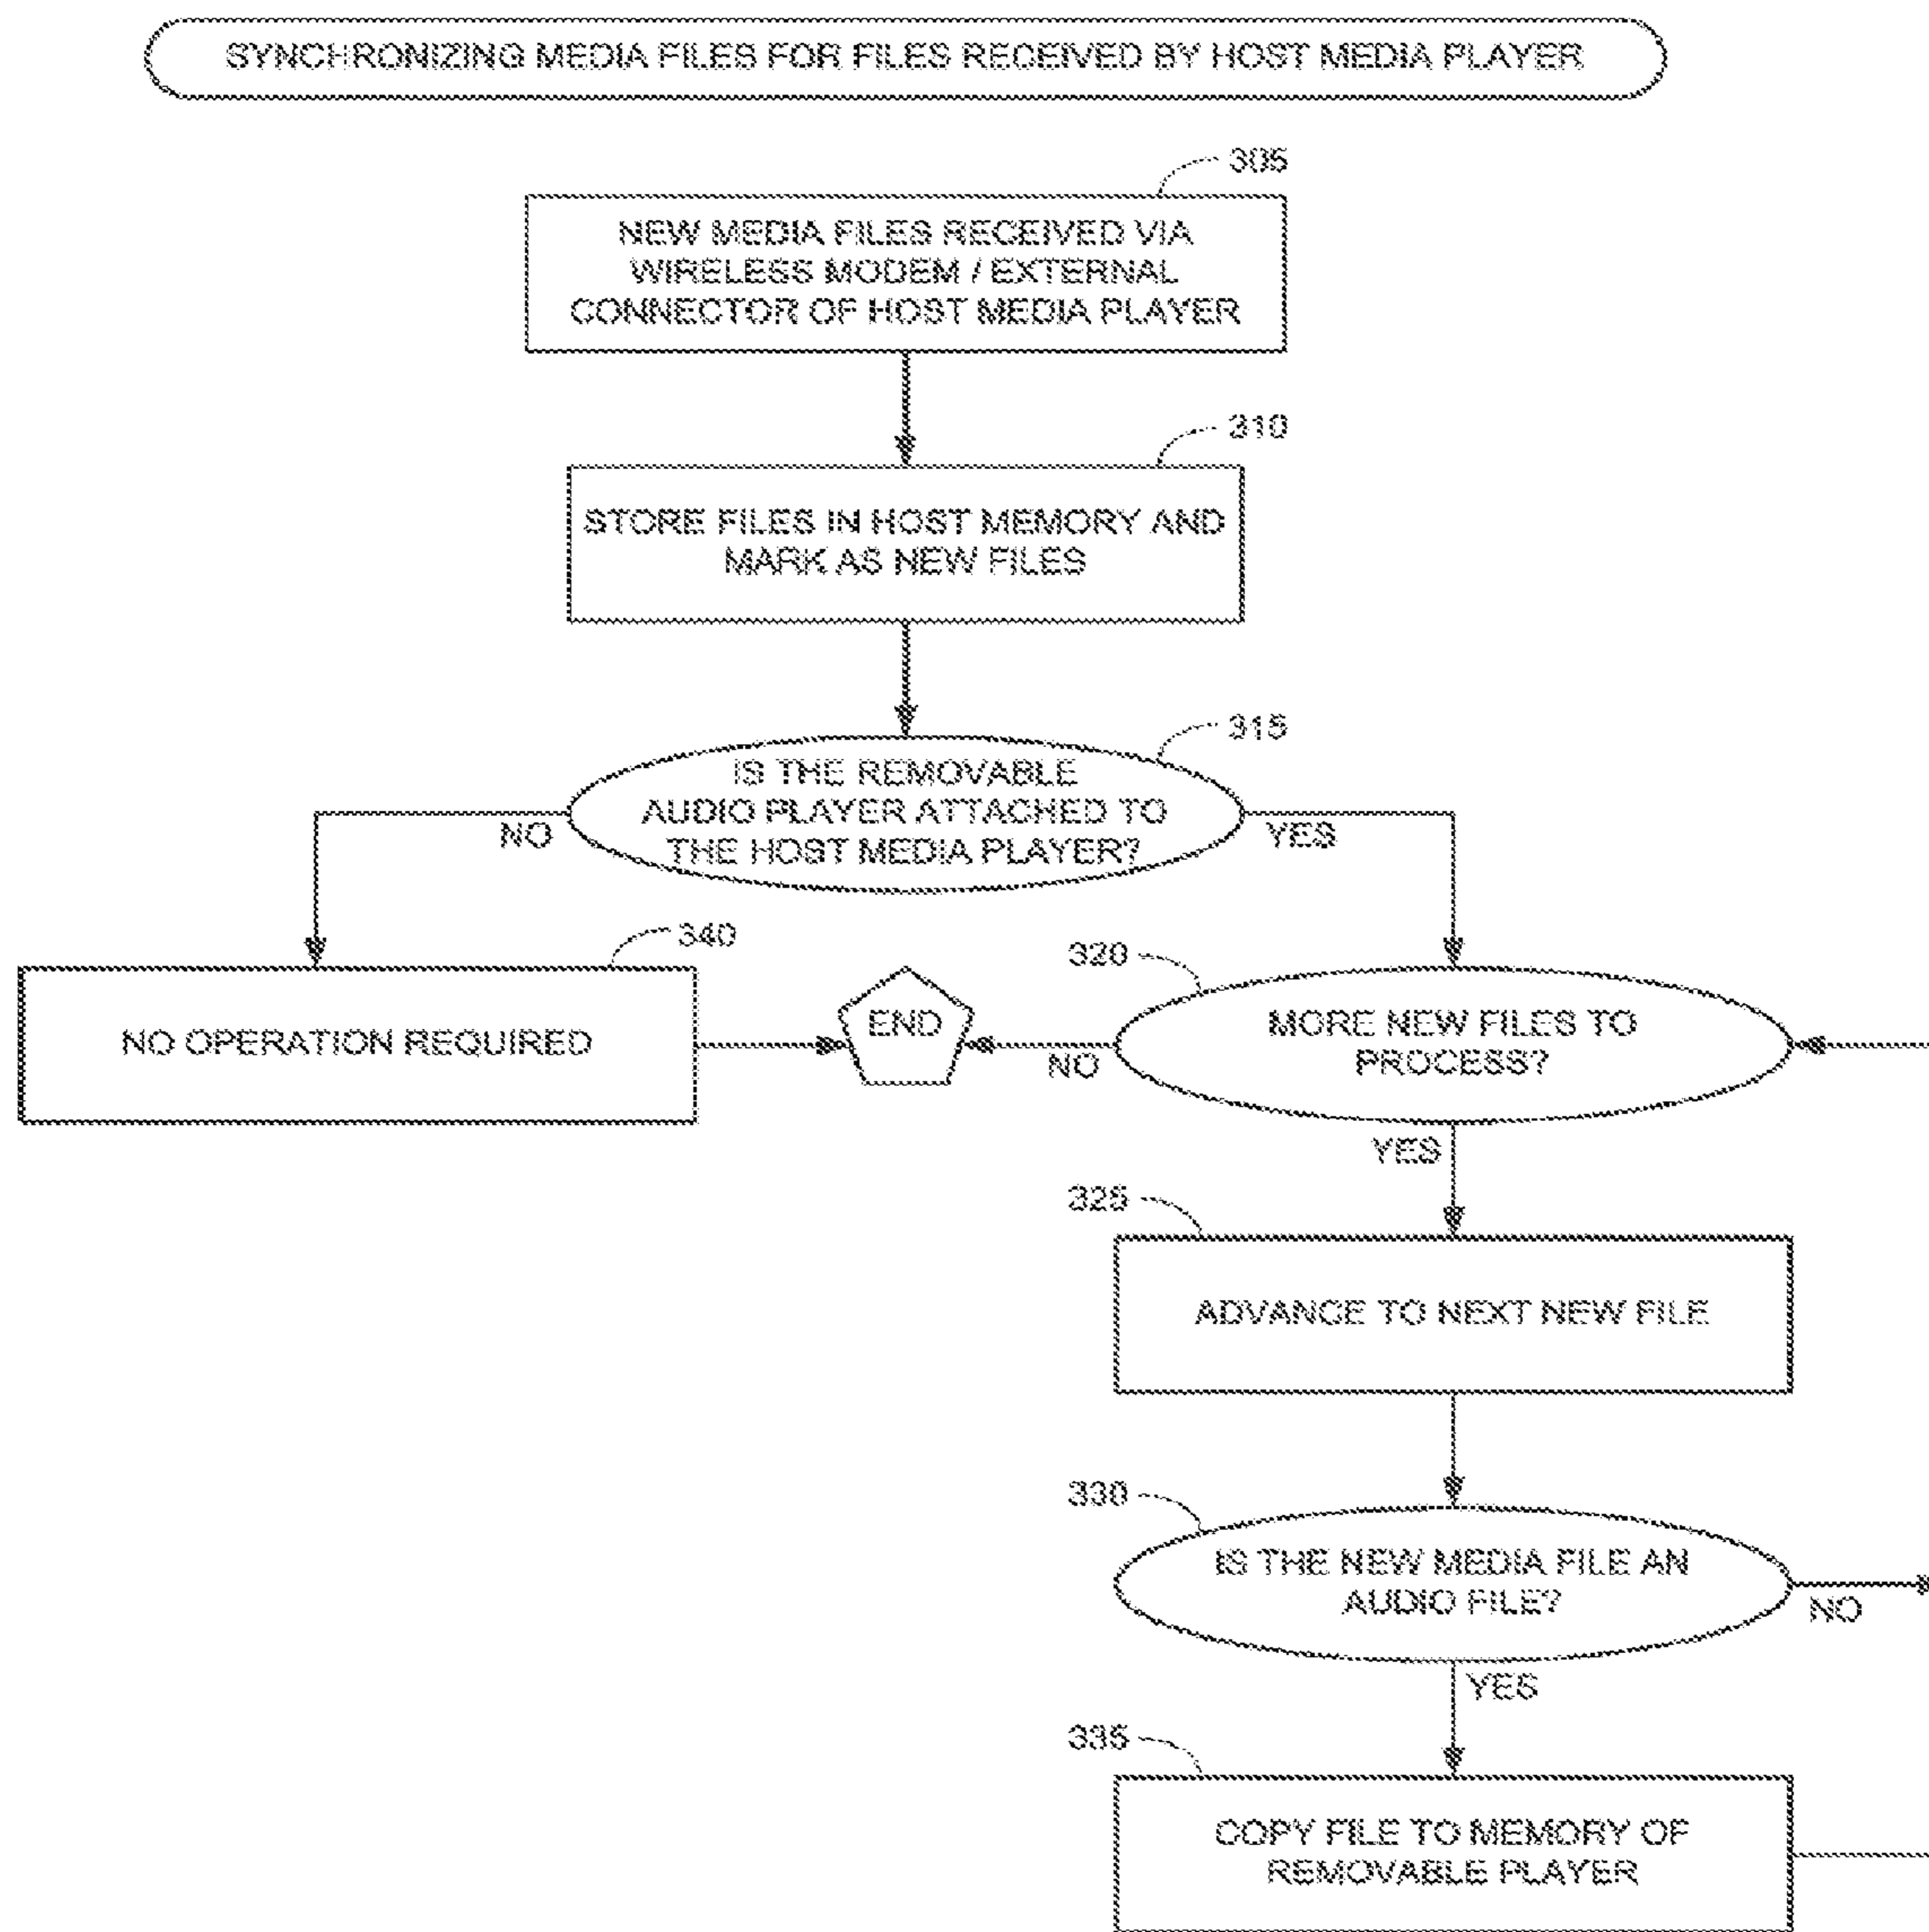 SYNCHRONIZING MEDIA FILES FOR FILES RECEIVED BY HOST MEDIA PLAYER
305
NEW MEDIA FILES RECEIVED VIA
WIRELESS MODEM / EXTERNAL
CONNECTOR OF HOST MEDIA PLAYER
310
STORE FILES IN HOST MEMORY AND
MARK AS NEW FILES
315
IS THE REMOVABLE
AUDIO PLAYER ATTACHED TO
THE HOST MEDIA PLAYER?
NO
YES
340
NO OPERATION REQUIRED
END
320
MORE NEW FILES TO
PROCESS?
NO
YES
325
ADVANCE TO NEXT NEW FILE
330
IS THE NEW MEDIA FILE AN
AUDIO FILE?
NO
YES
335
COPY FILE TO MEMORY OF
REMOVABLE PLAYER